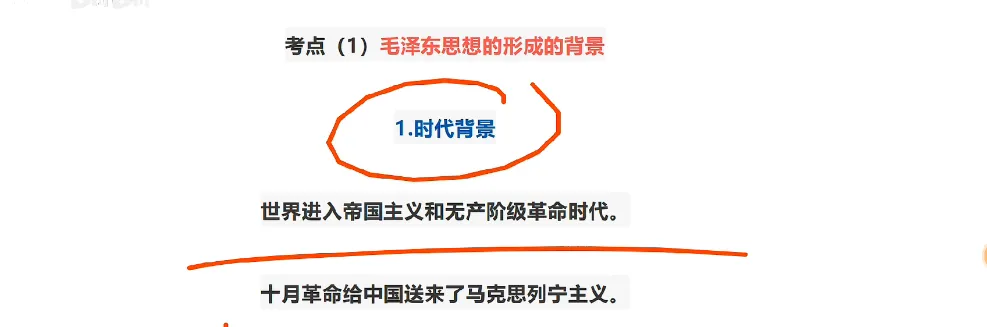 考点（1）毛泽东思想的形成的背景
1.时代背景
世界进入帝国主义和无产阶级革命时代。
十月革命给中国送来了马克思列宁主义。